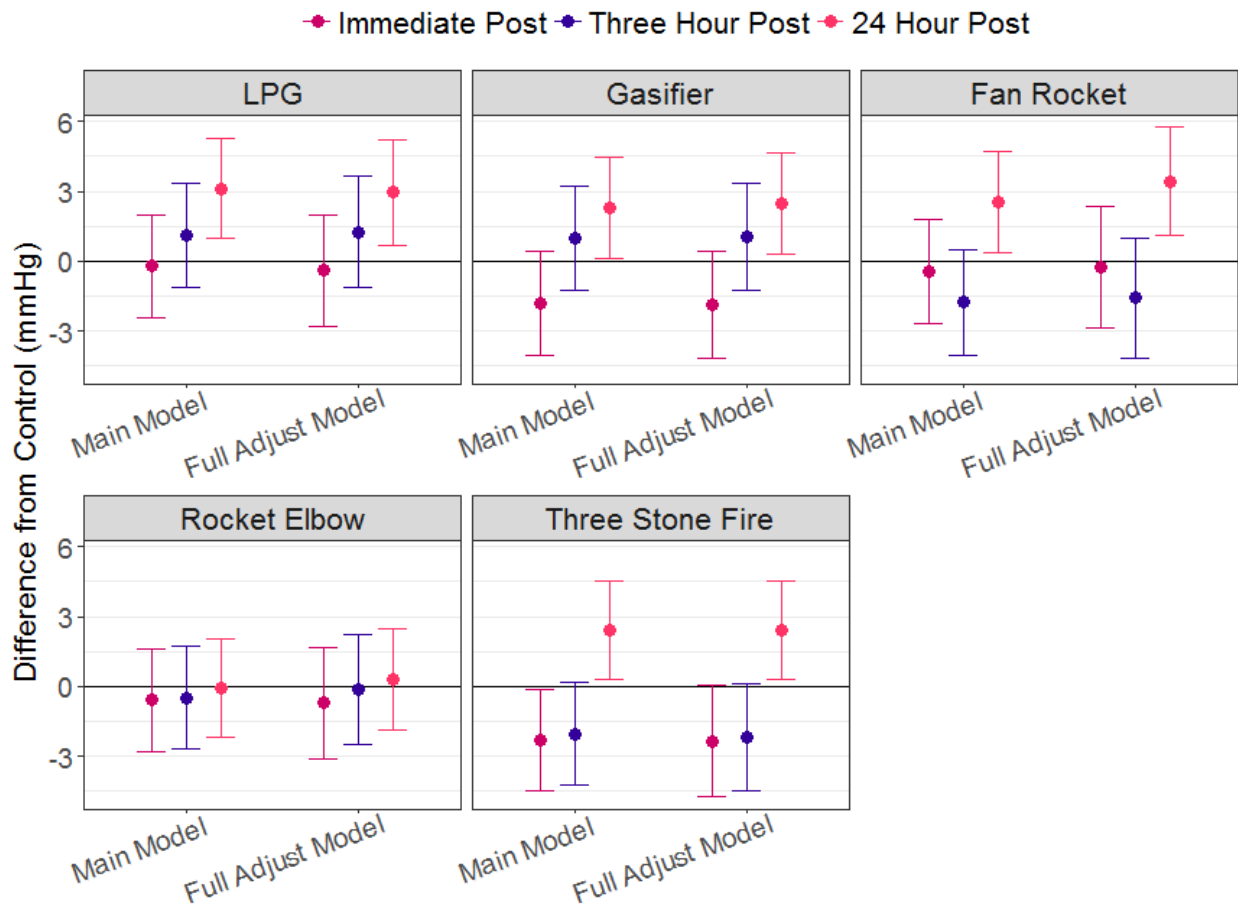 Immediate Post Three Hour Post 24 Hour Post
LPG Gasifier Fan Rocket
6
3
0
-3
Main Model Full Adjust Model Main Model Full Adjust Model Main Model Full Adjust Model
Difference from Control (mmHg)
Rocket Elbow Three Stone Fire
6
3
0
-3
Main Model Full Adjust Model Main Model Full Adjust Model